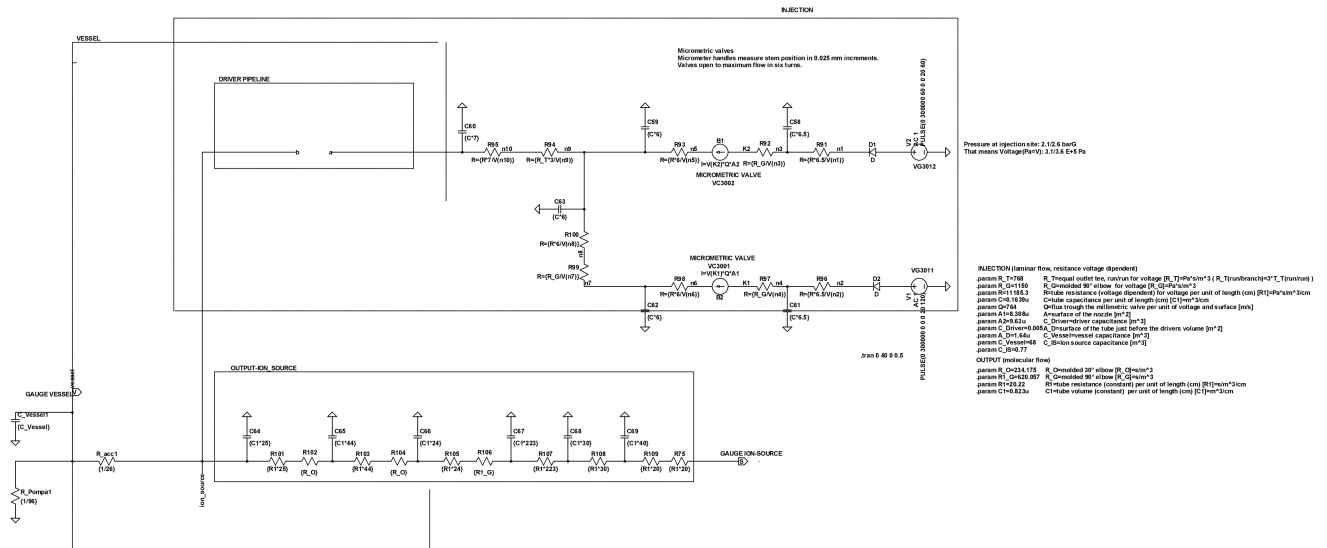 INJECTION
VESSEL
Micrometric valves
Micrometer handles measure stem position in 0.025 mm increments.
Valves open to maximum flow in six turns.
DRIVER PIPELINE
b
a
C60
{C*7}
R95
n10
R={R*7/V(n10)}
R94
n9
R={R_T*3/V(n9)}
C59
{C*6}
R93
n5
R={R*6/V(n5)}
B1
I=V(K2)*Q*A2
MICROMETRIC VALVE
VC3002
K2
R92
n3
R={R_G/V(n3)}
C58
{C*6.5}
R91
n1
R={R*6.5/V(n1)}
D1
D
V2
AC 1
PULSE(0 300000 60 0 0 20 60)
VG3012
Pressure at injection site: 2.1/2.6 barG
That means Voltage(Pa=V): 3.1/3.6 E+5 Pa
C63
{C*6}
R100
R={R*6/V(n8)}
n8
R99
R={R_G/V(n7)}
n7
R98
n6
R={R*6/V(n6)}
C62
{C*6}
MICROMETRIC VALVE
VC3001
I=V(K1)*Q*A1
B2
K1
R97
n4
R={R_G/V(n4)}
R96
n2
R={R*6.5/V(n2)}
C61
{C*6.5}
D2
D
VG3011
V1
AC 1
PULSE(0 300000 0 0 0 20 120)
.tran 0 40 0 0.5
INJECTION (laminar flow, resitance voltage dipendent)
.param R_T=768 R_T=equal outlet tee, run/run for voltage [R_T]=Pa*s/m^3 ( R_T(run/branch)=3*T_T(run/run) )
.param R_G=1150 R_G=molded 90° elbow for voltage [R_G]=Pa*s/m^3
.param R=11185.3 R=tube resistance (voltage dipendent) for voltage per unit of length (cm) [R1]=Pa*s/m^3/cm
.param C=0.1639u C=tube capacitance per unit of length (cm) [C1]=m^3/cm
.param Q=764 Q=flux trough the millimetric valve per unit of voltage and surface [m/s]
.param A1=8.308u A=surface of the nozzle [m^2]
.param A2=9.63u C_Driver=driver capacitance [m^3]
.param C_Driver=0.005 A_D=surface of the tube just before the drivers volume [m^2]
.param A_D=1.64u C_Vessel=vessel capacitance [m^3]
.param C_Vessel=68 C_IS=Ion source capacitance [m^3]
.param C_IS=0.77
OUTPUT (molecular flow)
.param R_O=234.175 R_O=molded 30° elbow [R_O]=s/m^3
.param R1_G=620.057 R_G=molded 90° elbow [R_G]=s/m^3
.param R1=20.22 R1=tube resistance (constant) per unit of length (cm) [R1]=s/m^3/cm
.param C1=0.823u C1=tube volume (constant) per unit of length (cm) [C1]=m^3/cm
OUTPUT-ION_SOURCE
vessel
GAUGE VESSEL
C_Vessel1
{C_Vessel}
R_acc1
{1/26}
R_Pompa1
{1/96}
ion_source
C64
{C1*25}
R101
{R1*25}
R102
{R_O}
C65
{C1*44}
R103
{R1*44}
R104
{R_O}
C66
{C1*24}
R105
{R1*24}
R106
{R1_G}
C67
{C1*223}
R107
{R1*223}
C68
{C1*30}
R108
{R1*30}
C69
{C1*40}
R109
{R1*20}
R75
{R1*20}
GAUGE ION-SOURCE